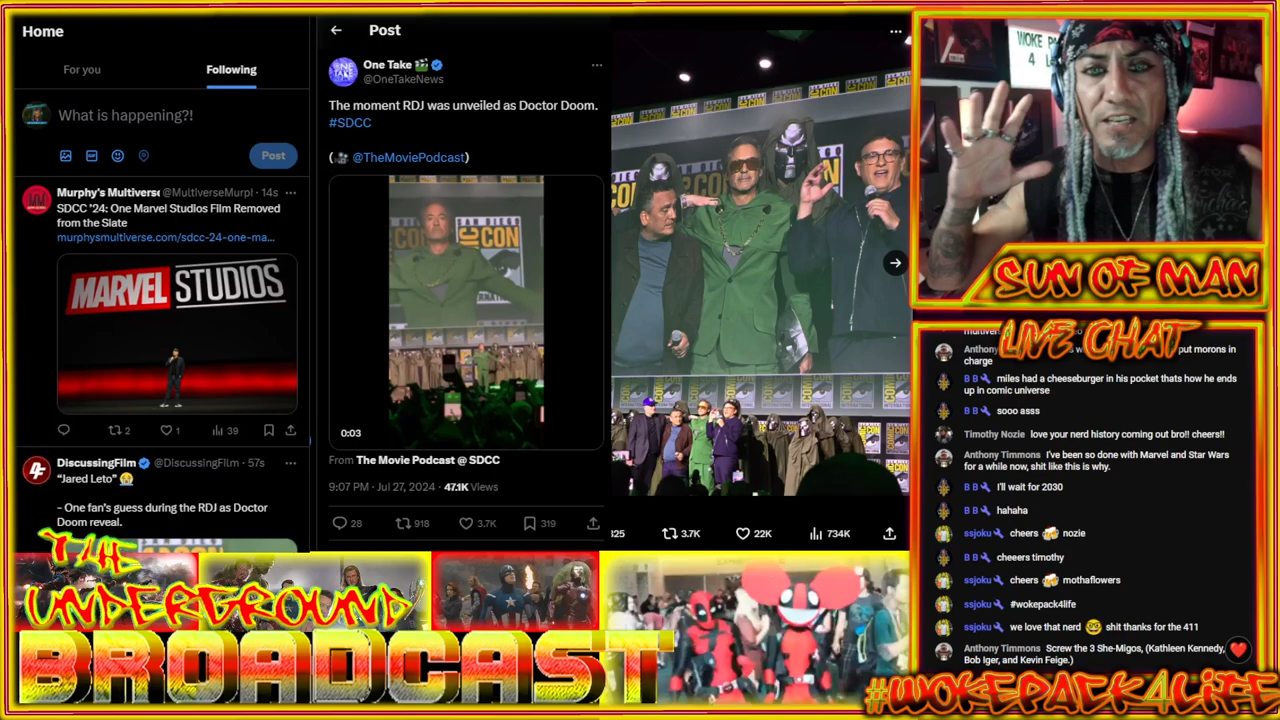 Home
For you
Following
What is happening?!
Post
Murphy's Multiverse @MultiverseMurpl · 14s
SDCC '24: One Marvel Studios Film Removed
from the Slate
murphysmultiverse.com/sdcc-24-one-ma...
MARVEL STUDIOS
2
1
39
DiscussingFilm @DiscussingFilm · 57s
“Jared Leto” 😭
- One fan’s guess during the RDJ as Doctor
Doom reveal.
Post
One Take 🎬
@OneTakeNews
The moment RDJ was unveiled as Doctor Doom.
#SDCC
(🎥 @TheMoviePodcast)
SAN DIEGO
COMIC CON
0:03
From The Movie Podcast @ SDCC
9:07 PM · Jul 27, 2024 · 47.1K Views
28
918
3.7K
319
3.7K
22K
734K
WOKE
4
SUN OF MAN
LIVE CHAT
Anthony
put morons in
charge
B B miles had a cheeseburger in his pocket thats how he ends
up in comic universe
B B sooo asss
Timothy Nozie love your nerd history coming out bro!! cheers!!
Anthony Timmons I've been so done with Marvel and Star Wars
for a while now, shit like this is why.
B B I'll wait for 2030
B B hahaha
ssjoku cheers 🍻 nozie
B B cheeers timothy
ssjoku cheers 🍻 mothaflowers
ssjoku #wokepack4life
ssjoku we love that nerd 🤓 shit thanks for the 411
Anthony Timmons Screw the 3 She-Migos, (Kathleen Kennedy,
Bob Iger, and Kevin Feige.)
THE
UNDERGROUND
BROADCAST
#WOKEPACK4LIFE